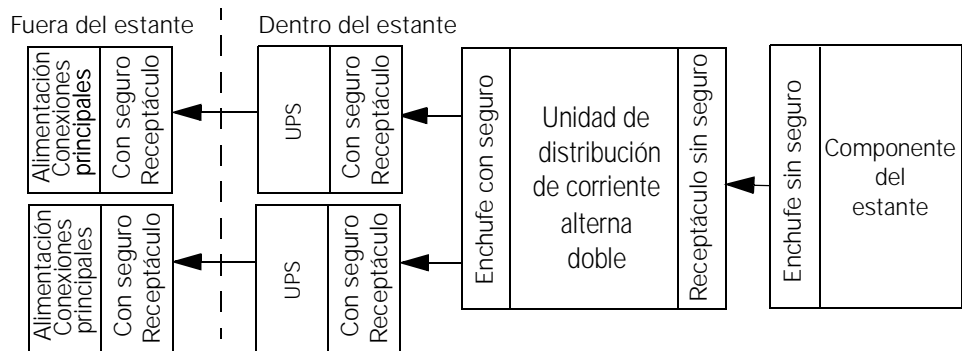 Fuera del estante
Dentro del estante
Alimentación
Conexiones
principales
Con seguro
Receptáculo
UPS
Con seguro
Receptáculo
Enchufe con seguro
Unidad de
distribución
de corriente
alterna
doble
Receptáculo sin seguro
Enchufe sin seguro
Componente
del
estante
Alimentación
Conexiones
principales
Con seguro
Receptáculo
UPS
Con seguro
Receptáculo